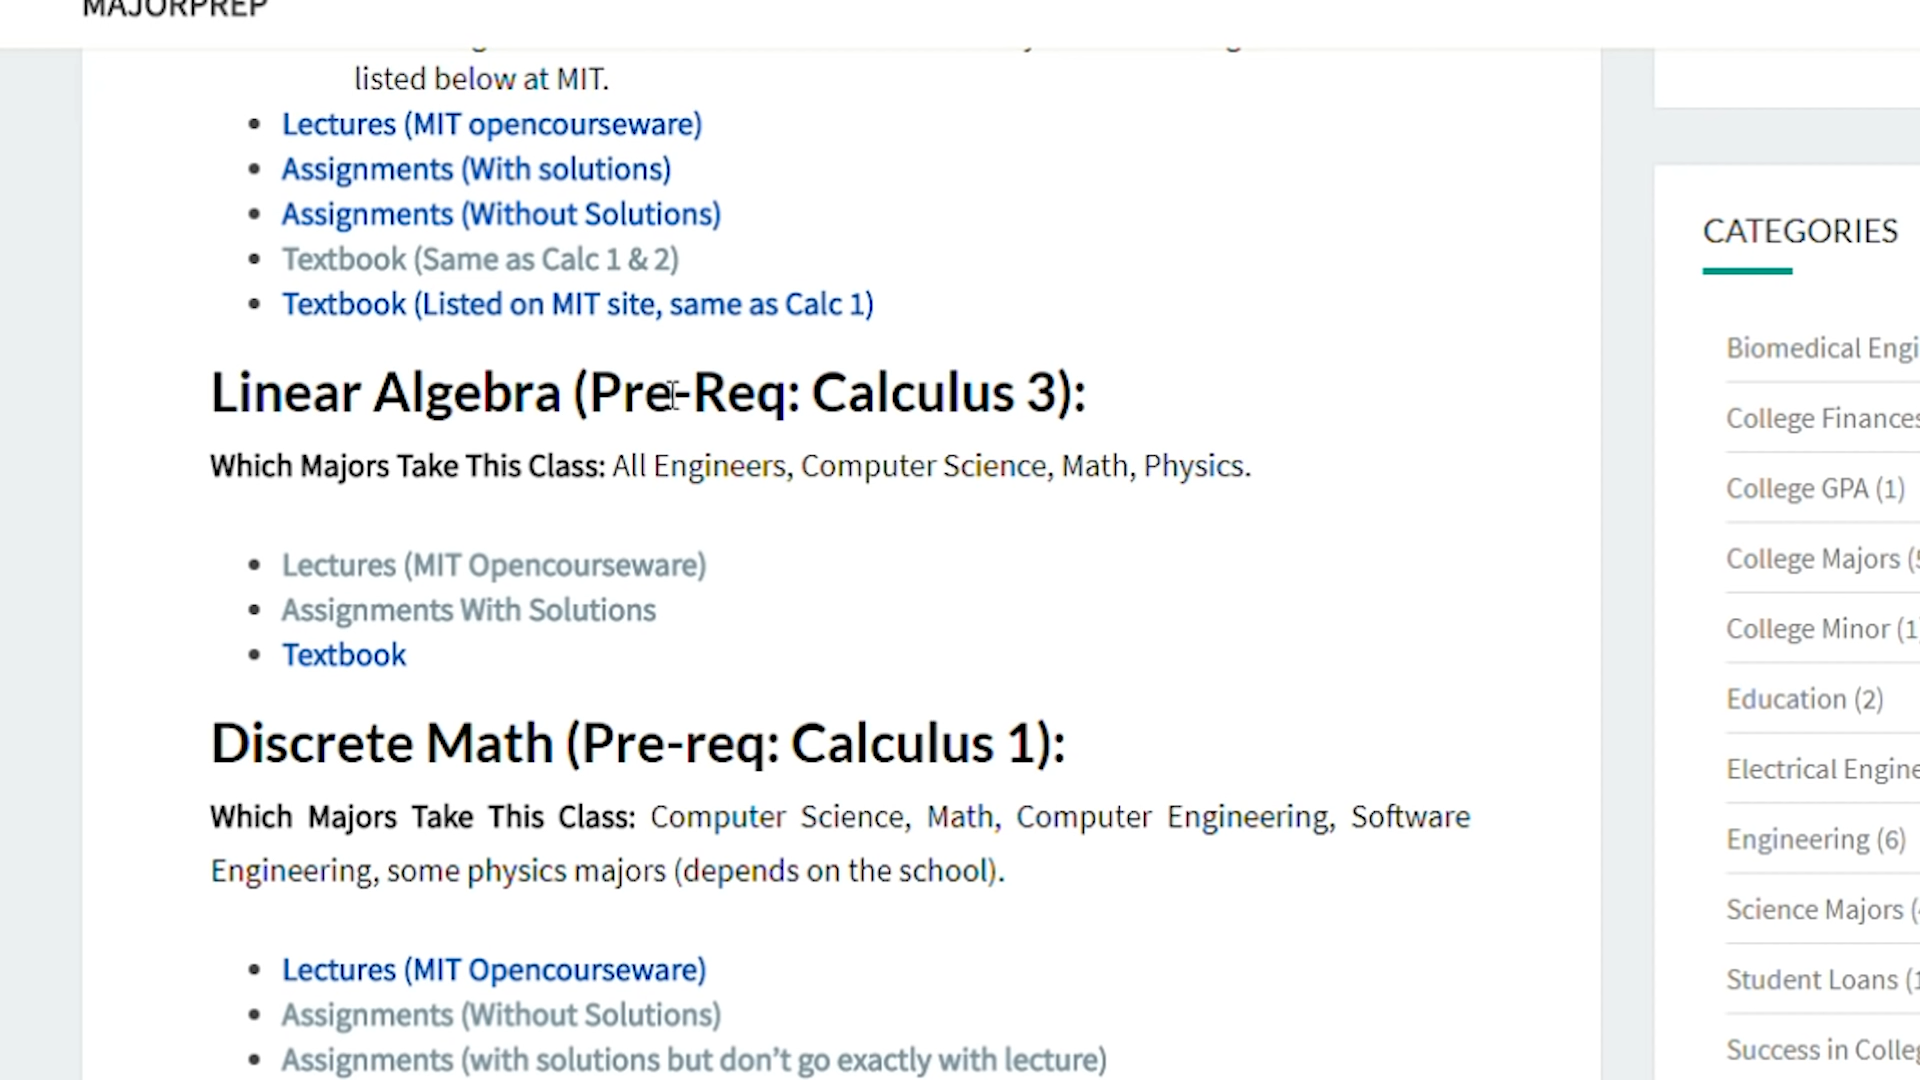 MAJORPREP
listed below at MIT.
Lectures (MIT opencourseware)
Assignments (With solutions)
Assignments (Without Solutions)
Textbook (Same as Calc 1 & 2)
Textbook (Listed on MIT site, same as Calc 1)
Linear Algebra (Pre-Req: Calculus 3):
Which Majors Take This Class: All Engineers, Computer Science, Math, Physics.
Lectures (MIT Opencourseware)
Assignments With Solutions
Textbook
Discrete Math (Pre-req: Calculus 1):
Which Majors Take This Class: Computer Science, Math, Computer Engineering, Software
Engineering, some physics majors (depends on the school).
Lectures (MIT Opencourseware)
Assignments (Without Solutions)
Assignments (with solutions but don't go exactly with lecture)
CATEGORIES
Biomedical Engi
College Finances
College GPA (1)
College Majors (5
College Minor (1)
Education (2)
Electrical Engine
Engineering (6)
Science Majors (
Student Loans (1
Success in Colleg